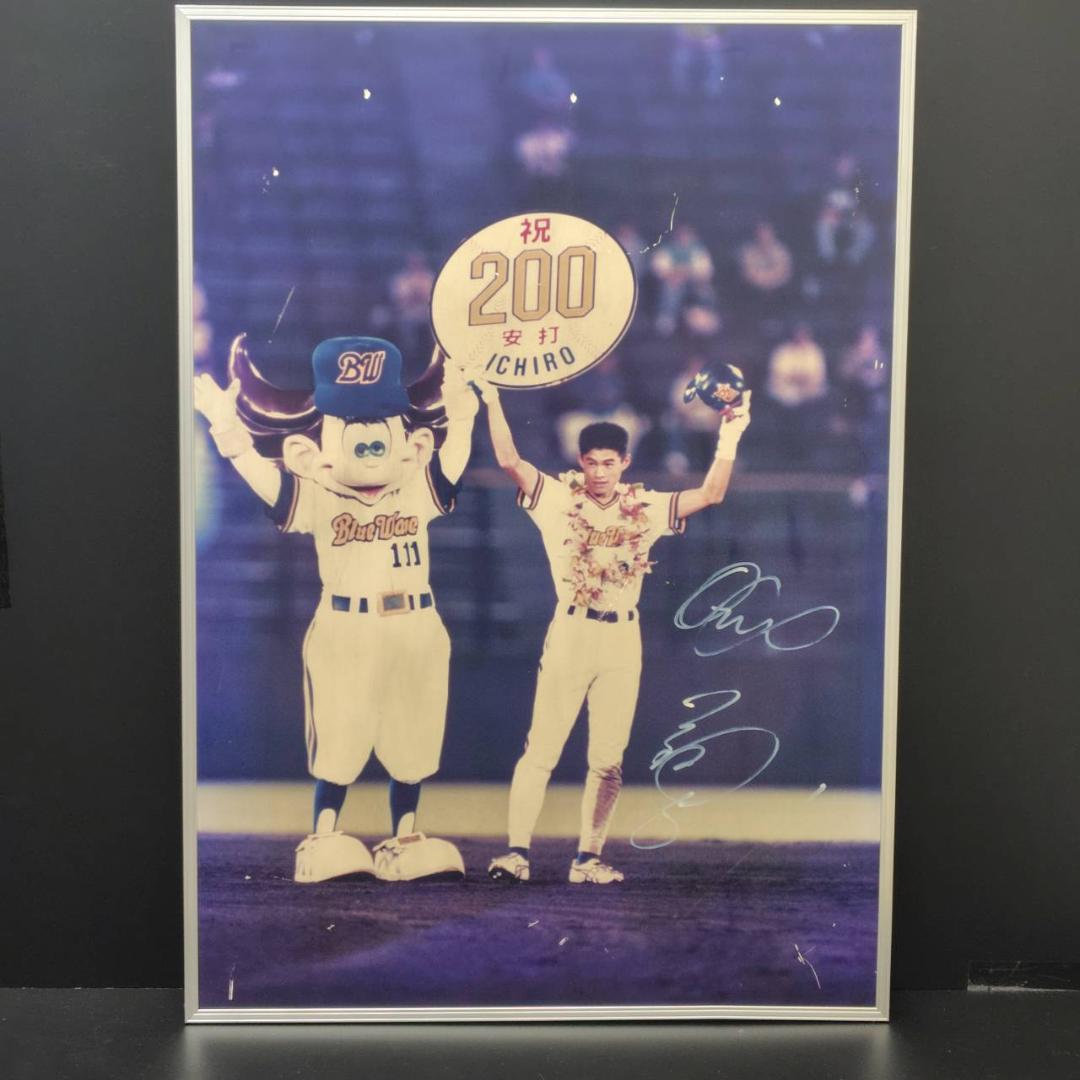 祝
200
安打
ICHIRO
BW
Blue Wave
111